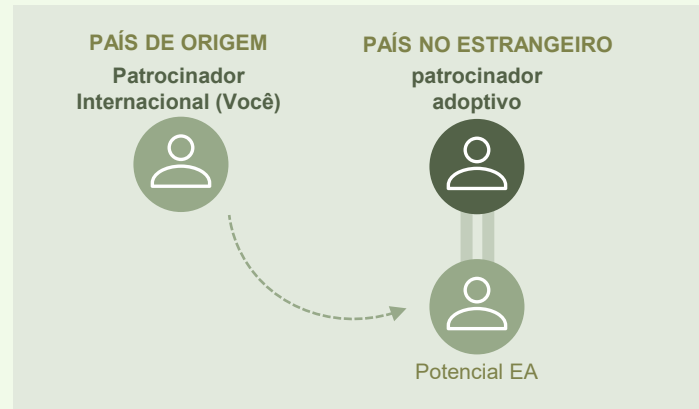 PAÍS DE ORIGEM
Patrocinador
Internacional (Você)
PAÍS NO ESTRANGEIRO
patrocinador
adoptivo
Potencial EA